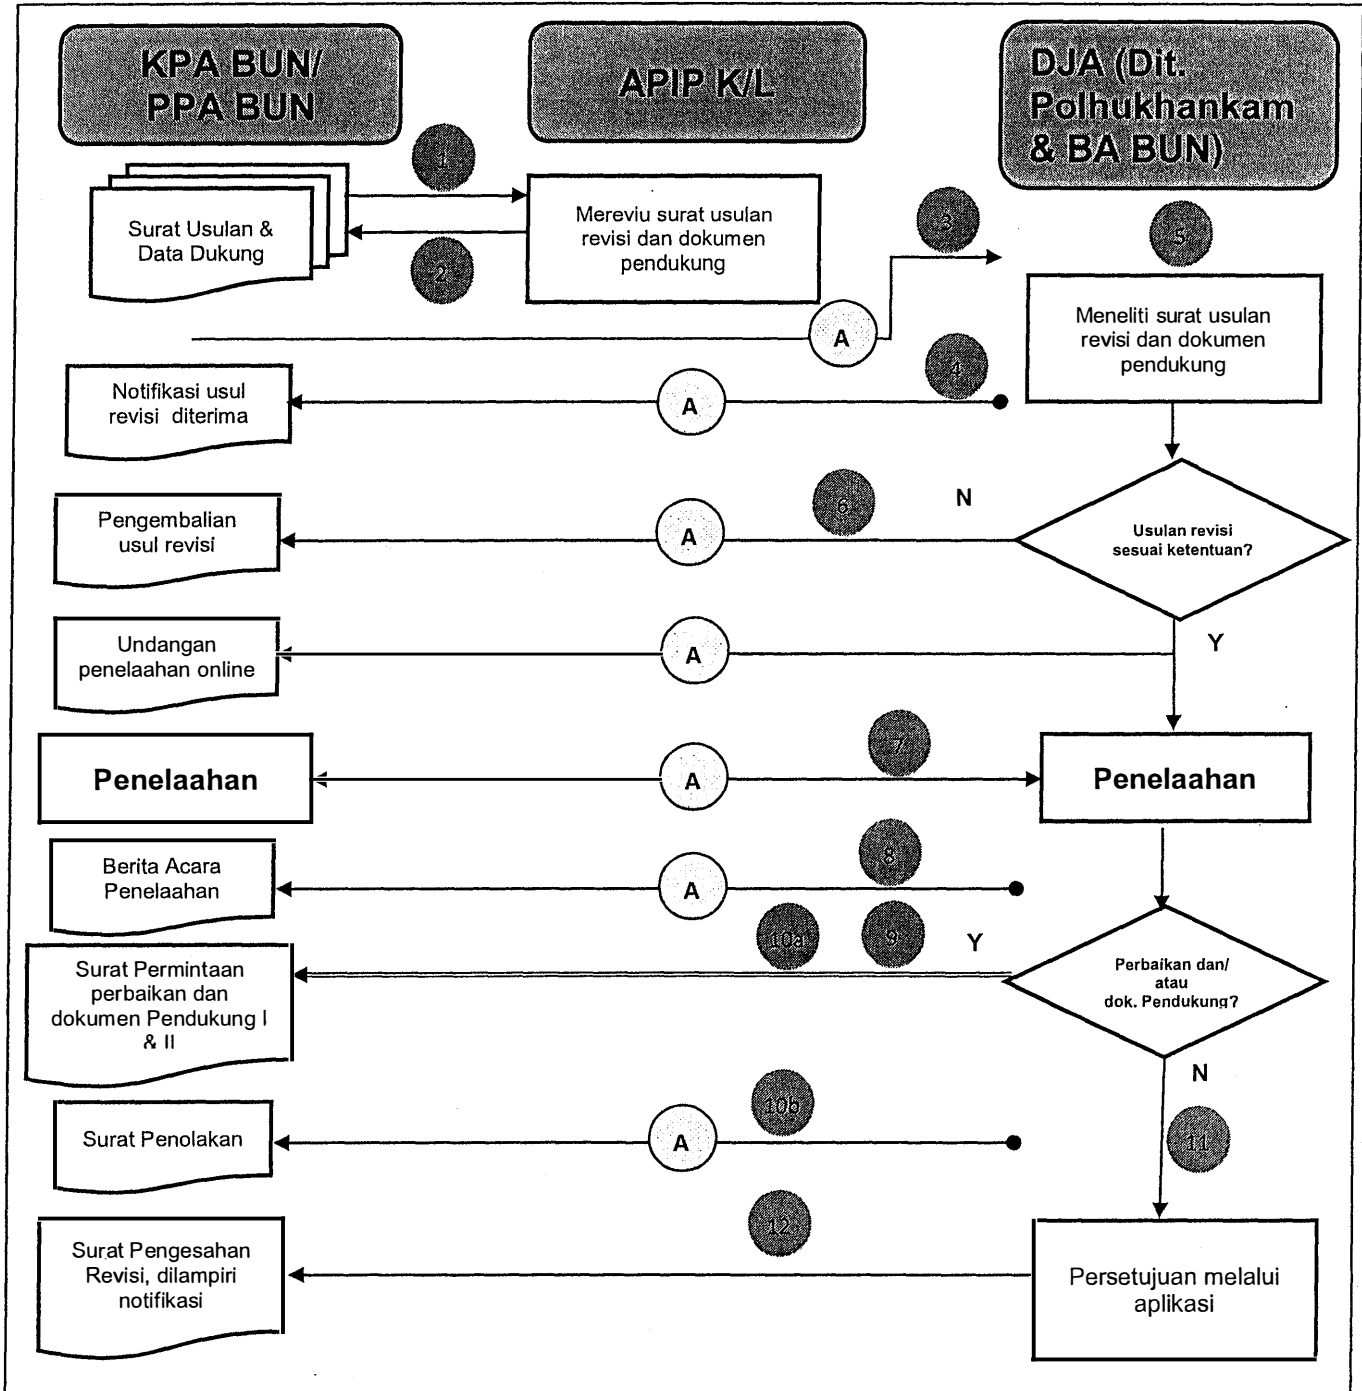 KPA BUN/
PPA BUN
APIP K/L
DJA (Dit.
Polhukhankam
& BA BUN)
1
Surat Usulan &
Data Dukung
2
Mereviu surat usulan
revisi dan dokumen
pendukung
3
5
Meneliti surat usulan
revisi dan dokumen
pendukung
A
4
Notifikasi usul
revisi diterima
A
Pengembalian
usul revisi
A
6
N
Usulan revisi
sesuai ketentuan?
Undangan
penelaahan online
A
Y
Penelaahan
A
7
Penelaahan
Berita Acara
Penelaahan
A
8
Surat Permintaan
perbaikan dan
dokumen Pendukung I
& II
10a
9
Y
Perbaikan dan/
atau
dok. Pendukung?
N
Surat Penolakan
A
10b
11
Surat Pengesahan
Revisi, dilampiri
notifikasi
12
Persetujuan melalui
aplikasi